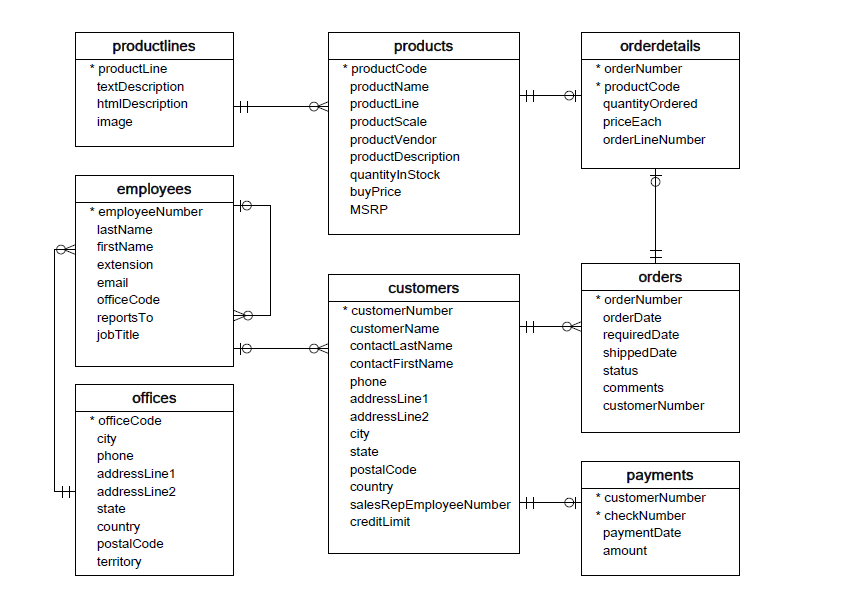 productlines
* productLine
textDescription
htmlDescription
image
products
* productCode
productName
productLine
productScale
productVendor
productDescription
quantityInStock
buyPrice
MSRP
orderdetails
* orderNumber
* productCode
quantityOrdered
priceEach
orderLineNumber
employees
* employeeNumber
lastName
firstName
extension
email
officeCode
reportsTo
jobTitle
customers
* customerNumber
customerName
contactLastName
contactFirstName
phone
addressLine1
addressLine2
city
state
postalCode
country
salesRepEmployeeNumber
creditLimit
orders
* orderNumber
orderDate
requiredDate
shippedDate
status
comments
customerNumber
offices
* officeCode
city
phone
addressLine1
addressLine2
state
country
postalCode
territory
payments
* customerNumber
* checkNumber
paymentDate
amount